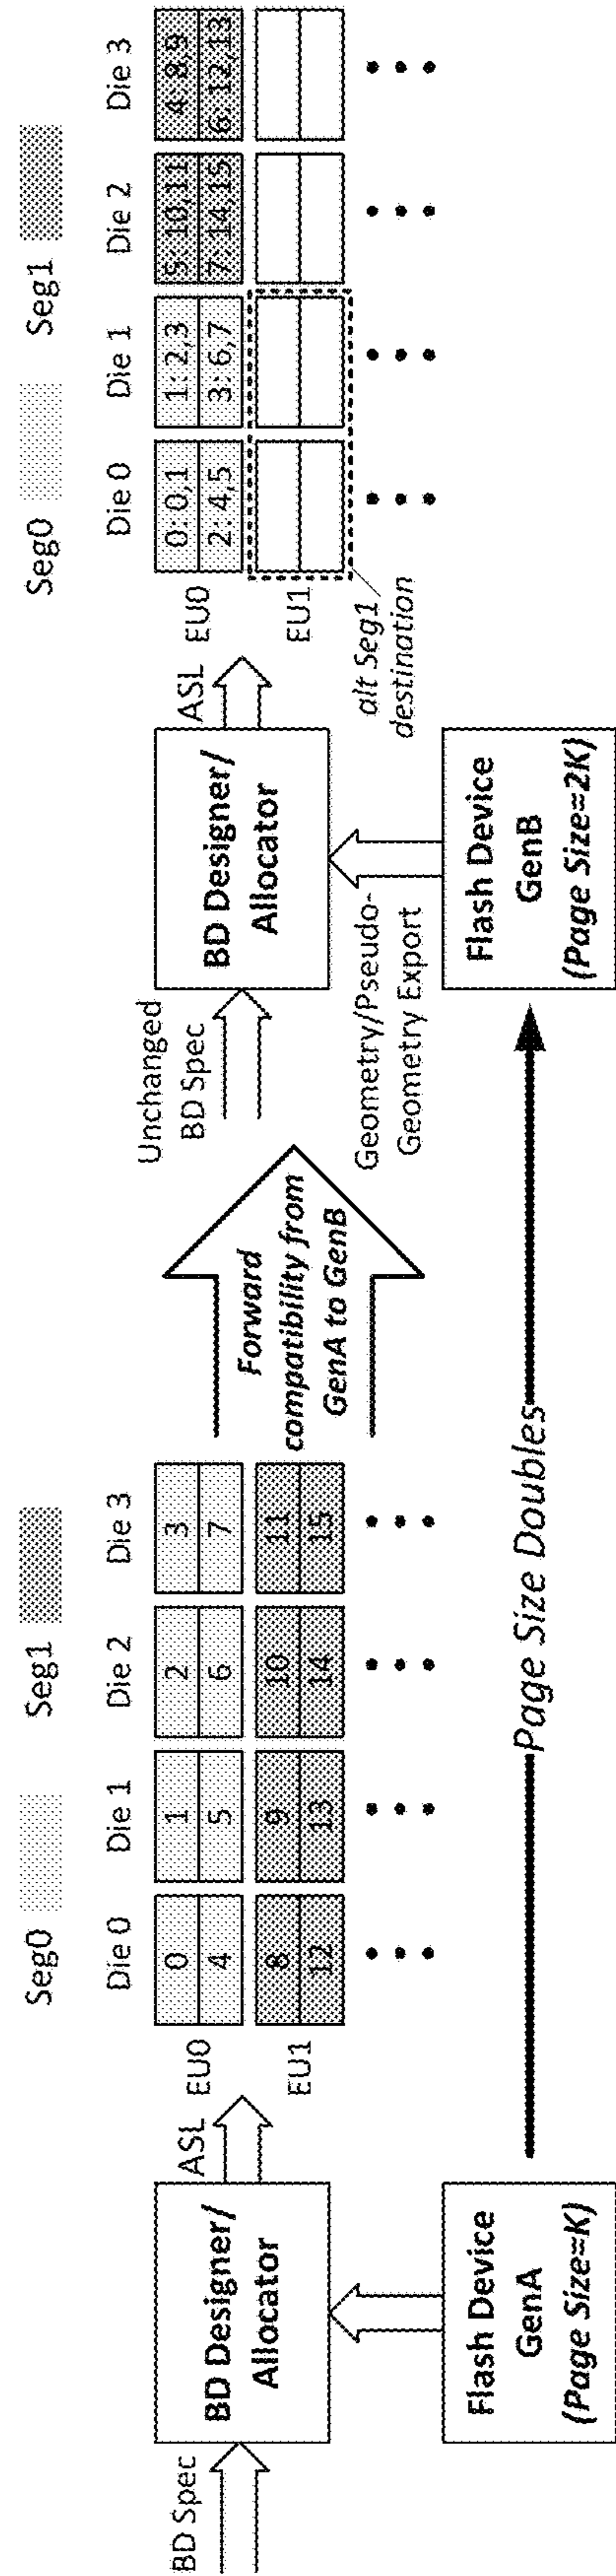 Seg0 Seg1
Die 0 Die 1 Die 2 Die 3
EU0
0 1 2 3
4 5 6 7
EU1
8 9 10 11
12 13 14 15
BD Spec
BD Designer/
Allocator
ASL
Flash Device
GenA
(Page Size=K)
Forward
compatibility from
GenA to GenB
Page Size Doubles
Unchanged
BD Spec
BD Designer/
Allocator
ASL
Geometry/Pseudo-
Geometry Export
Flash Device
GenB
(Page Size=2K)
Seg0 Seg1
Die 0 Die 1 Die 2 Die 3
EU0
0: 0,1 1: 2,3 5: 10,11 4: 8,9
2: 4,5 3: 6,7 7: 14,15 6: 12,13
EU1
alt Seg1
destination